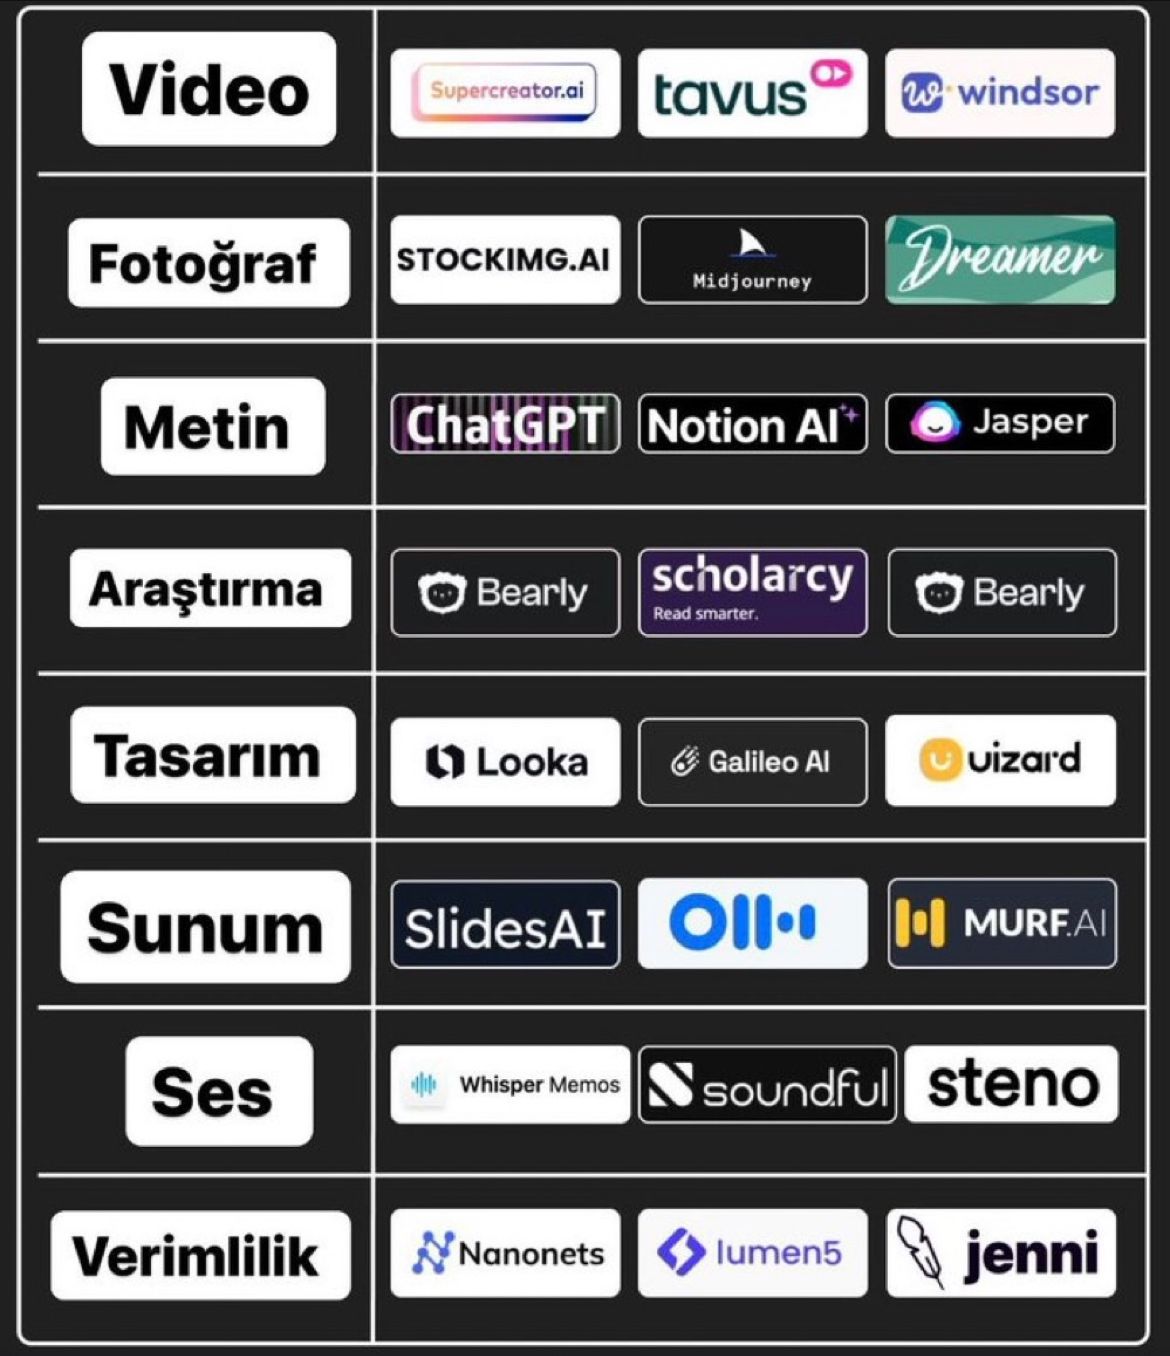 Video
Supercreator.ai
tavus
windsor
Fotoğraf
STOCKIMG.AI
Midjourney
Dreamer
Metin
ChatGPT
Notion AI
Jasper
Araştırma
Bearly
scholarcy
Read smarter.
Bearly
Tasarım
Looka
Galileo AI
uizard
Sunum
SlidesAI
MURF.AI
Ses
Whisper Memos
soundful
steno
Verimlilik
Nanonets
lumen5
jenni